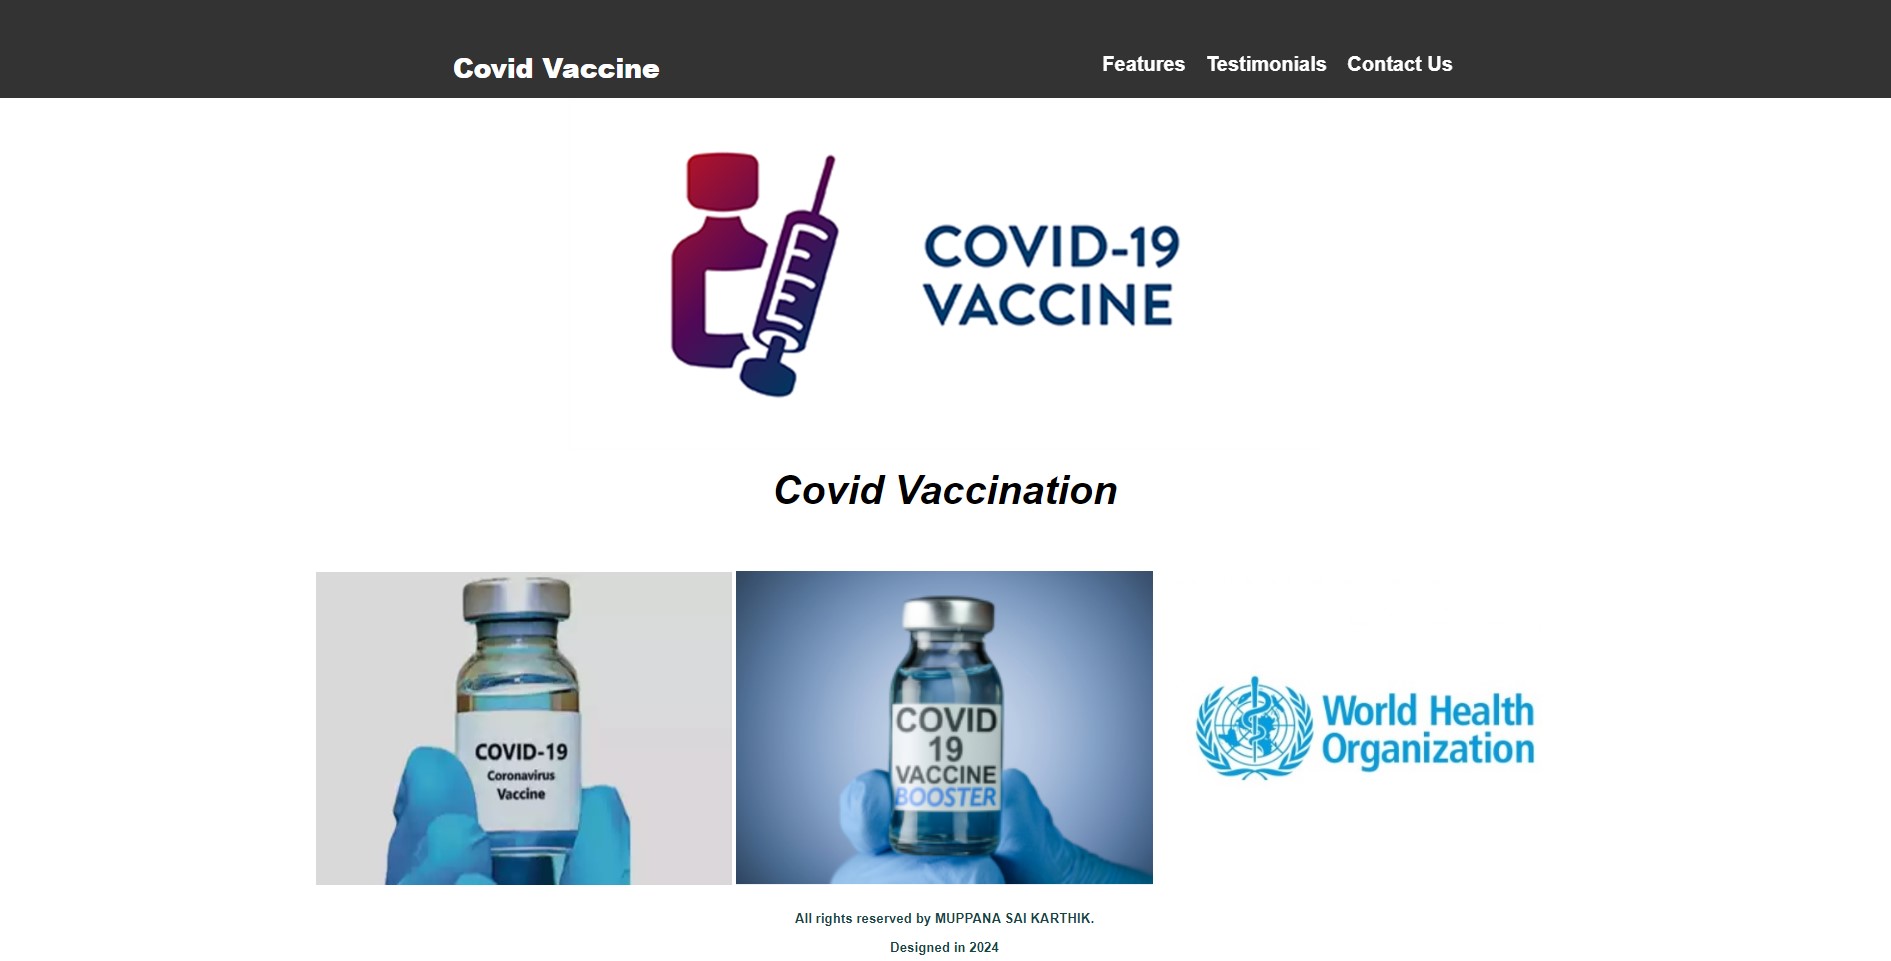 Covid Vaccine
Features Testimonials Contact Us
COVID-19
VACCINE
Covid Vaccination
COVID-19
Coronavirus
Vaccine
COVID
19
VACCINE
BOOSTER
World Health
Organization
All rights reserved by MUPPANA SAI KARTHIK.
Designed in 2024